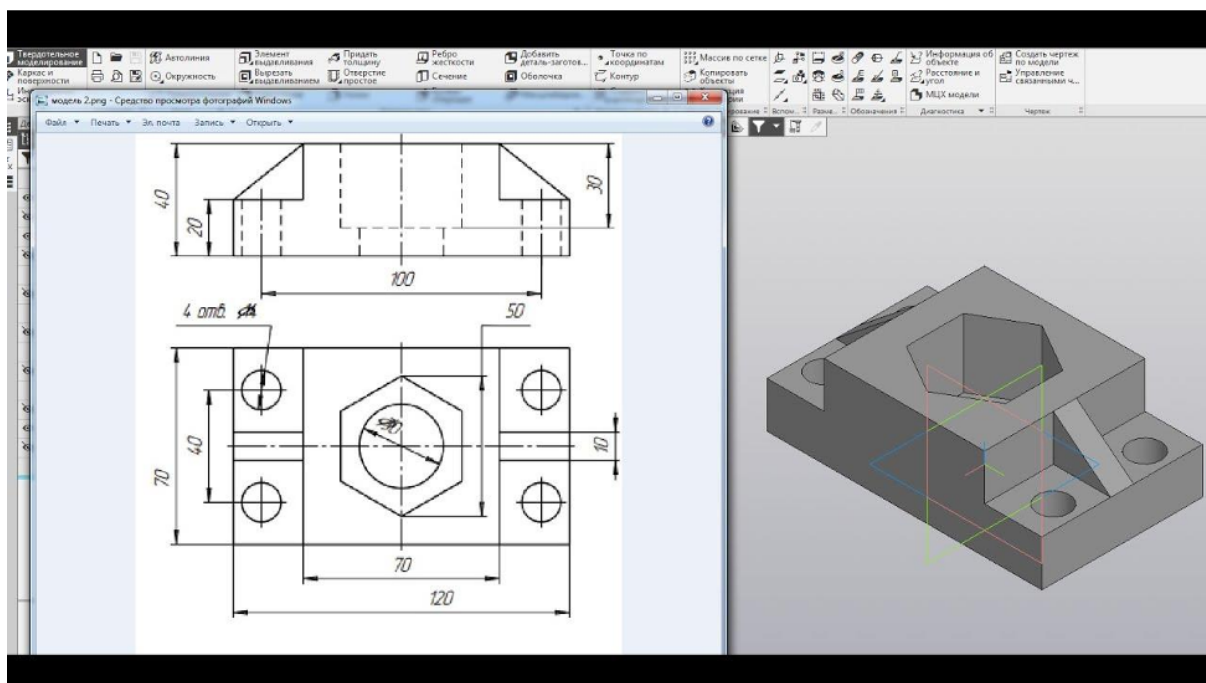 Твердотельное моделирование
Автолиния
Элемент выдавливания
Придать толщину
Ребро жесткости
Добавить деталь-заготов...
Точка по координатам
Массив по сетке
Информация об объекте
Создать чертеж по модели
Каркас и поверхности
Окружность
Вырезать выдавливанием
Отверстие простое
Сечение
Оболочка
Контур
Копировать объекты
Расстояние и угол
Управление связанными ч...
МЦХ модели
Вспом...
Разме...
Обозначения
Диагностика
Чертеж
модель 2.png - Средство просмотра фотографий Windows
Файл
Печать
Эл. почта
Запись
Открыть
40
20
30
100
4 отв.
50
70
40
10
70
120